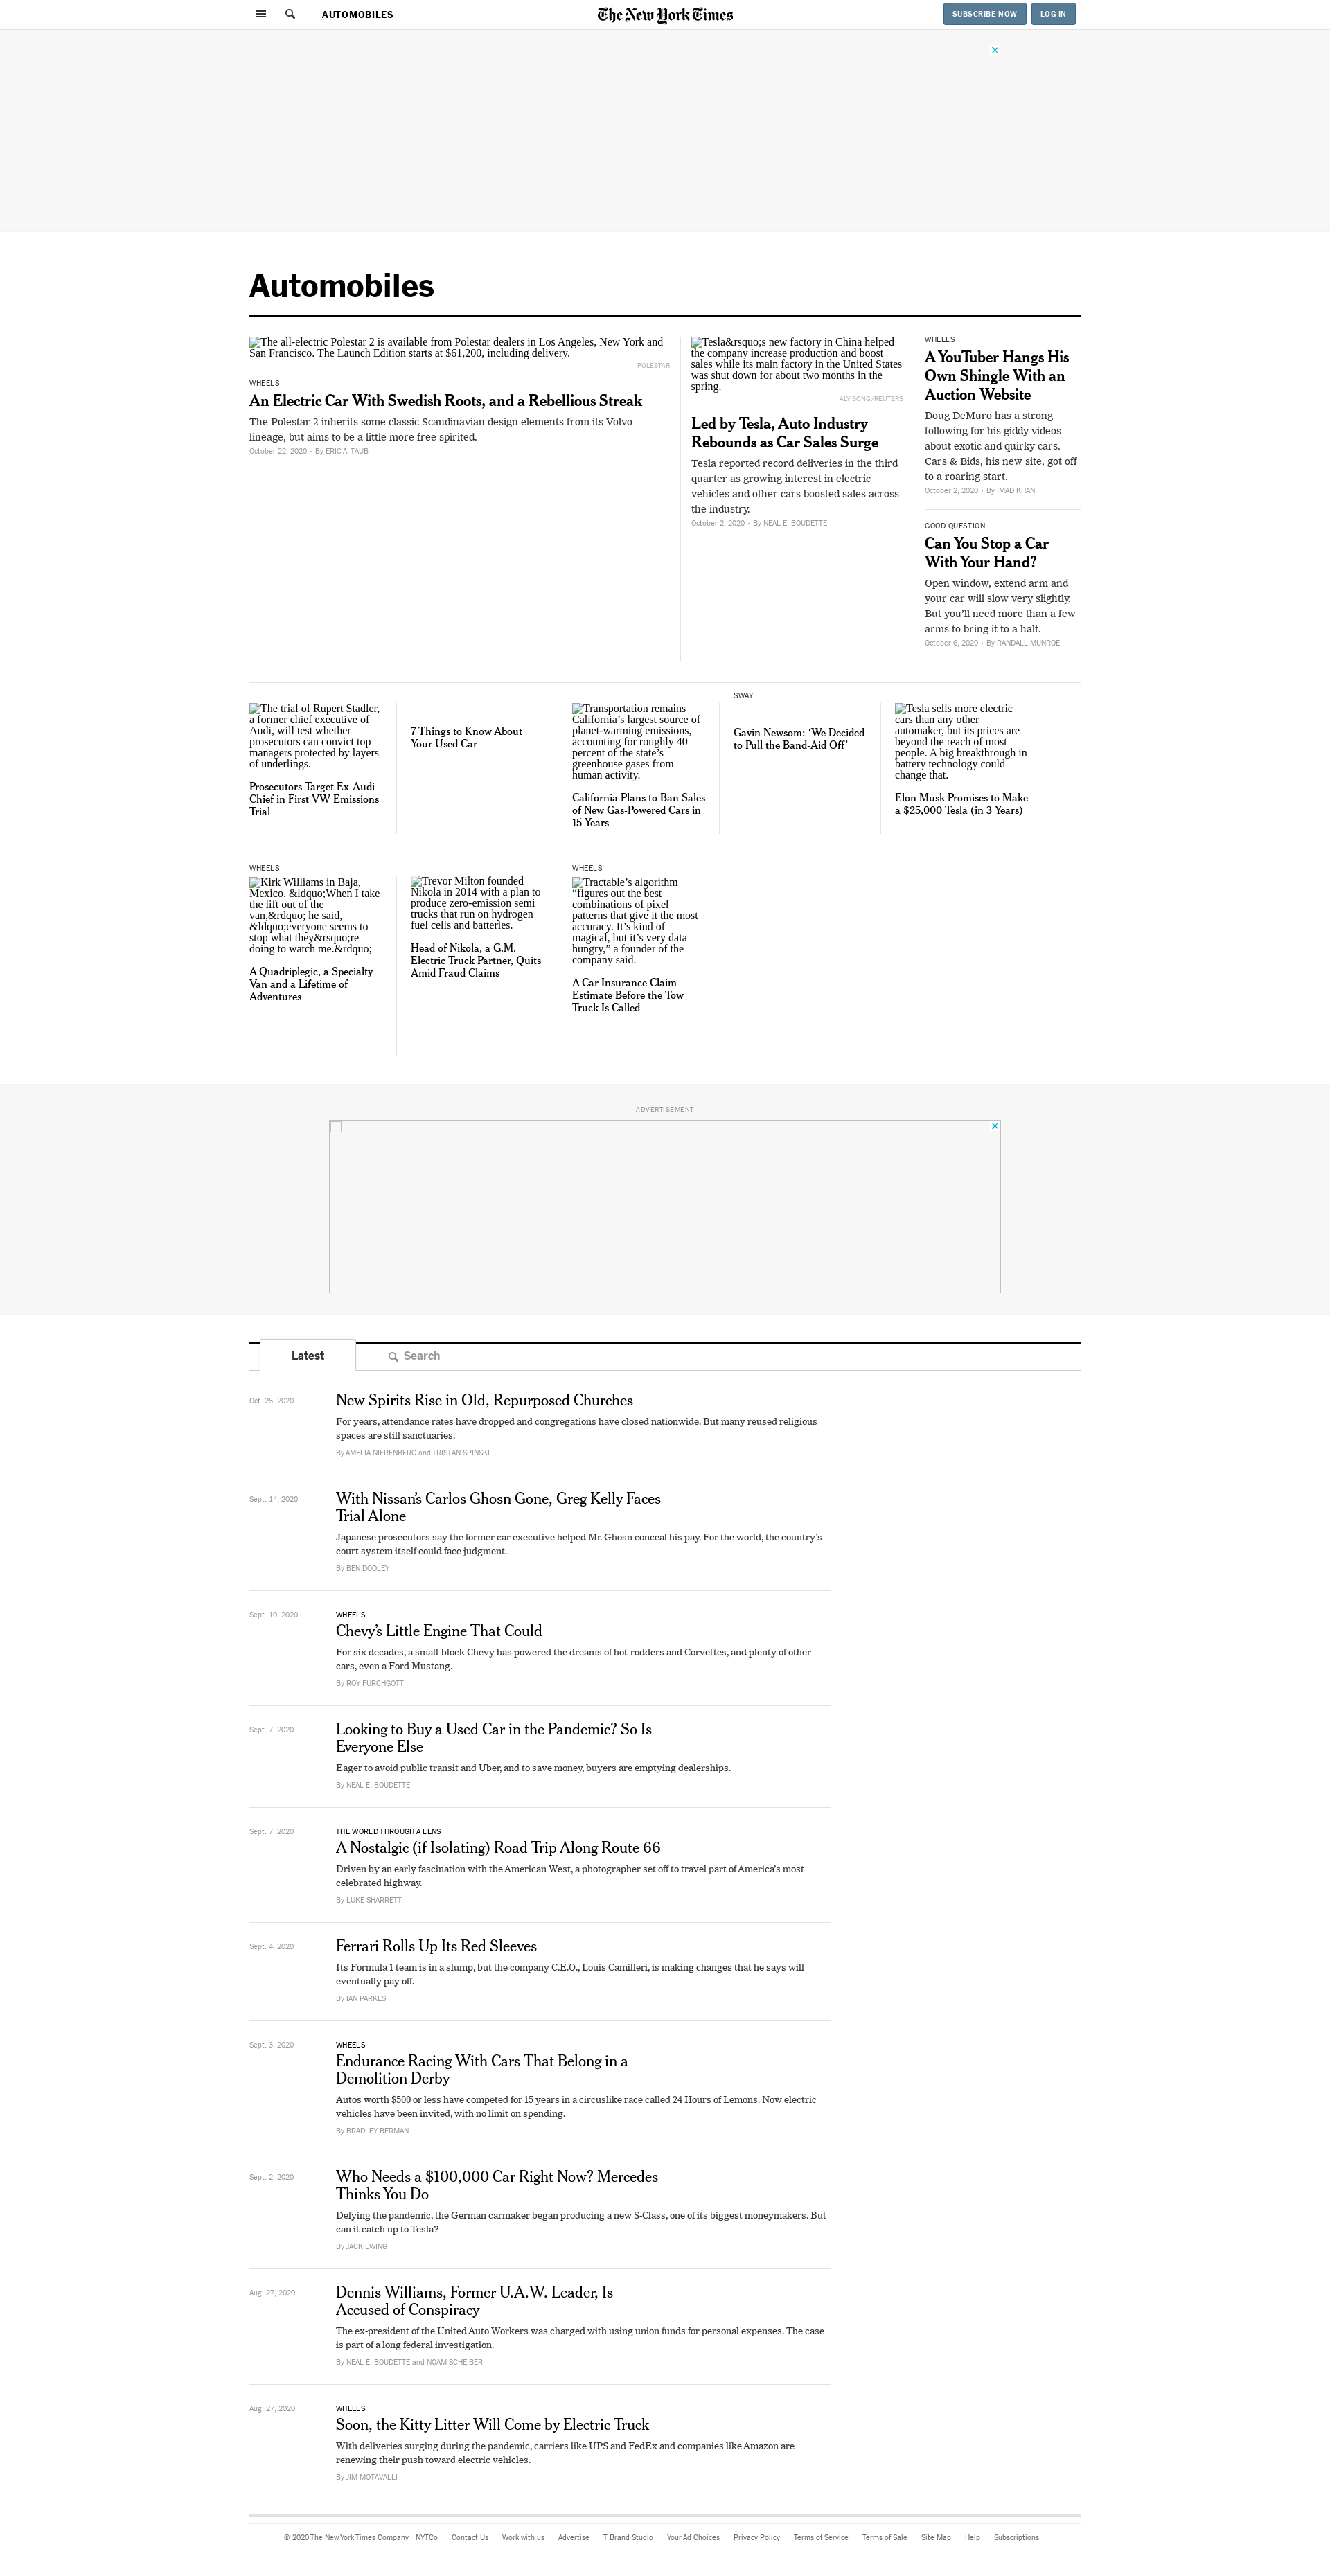 AUTOMOBILES
The New York Times
SUBSCRIBE NOW
LOG IN
Automobiles
The all-electric Polestar 2 is available from Polestar dealers in Los Angeles, New York and
San Francisco. The Launch Edition starts at $61,200, including delivery.
POLESTAR
WHEELS
An Electric Car With Swedish Roots, and a Rebellious Streak
The Polestar 2 inherits some classic Scandinavian design elements from its Volvo
lineage, but aims to be a little more free spirited.
October 22, 2020 - By ERIC A. TAUB
Tesla&rsquo;s new factory in China helped
the company increase production and boost
sales while its main factory in the United States
was shut down for about two months in the
spring.
ALY SONG/REUTERS
Led by Tesla, Auto Industry
Rebounds as Car Sales Surge
Tesla reported record deliveries in the third
quarter as growing interest in electric
vehicles and other cars boosted sales across
the industry.
October 2, 2020 - By NEAL E. BOUDETTE
WHEELS
A YouTuber Hangs His
Own Shingle With an
Auction Website
Doug DeMuro has a strong
following for his giddy videos
about exotic and quirky cars.
Cars & Bids, his new site, got off
to a roaring start.
October 2, 2020 - By IMAD KHAN
GOOD QUESTION
Can You Stop a Car
With Your Hand?
Open window, extend arm and
your car will slow very slightly.
But you’ll need more than a few
arms to bring it to a halt.
October 6, 2020 - By RANDALL MUNROE
The trial of Rupert Stadler,
a former chief executive of
Audi, will test whether
prosecutors can convict top
managers protected by layers
of underlings.
Prosecutors Target Ex-Audi
Chief in First VW Emissions
Trial
7 Things to Know About
Your Used Car
Transportation remains
California’s largest source of
planet-warming emissions,
accounting for roughly 40
percent of the state’s
greenhouse gases from
human activity.
California Plans to Ban Sales
of New Gas-Powered Cars in
15 Years
SWAY
Gavin Newsom: ‘We Decided
to Pull the Band-Aid Off’
Tesla sells more electric
cars than any other
automaker, but its prices are
beyond the reach of most
people. A big breakthrough in
battery technology could
change that.
Elon Musk Promises to Make
a $25,000 Tesla (in 3 Years)
WHEELS
Kirk Williams in Baja,
Mexico. &ldquo;When I take
the lift out of the
van,&rdquo; he said,
&ldquo;everyone seems to
stop what they&rsquo;re
doing to watch me.&rdquo;
A Quadriplegic, a Specialty
Van and a Lifetime of
Adventures
Trevor Milton founded
Nikola in 2014 with a plan to
produce zero-emission semi
trucks that run on hydrogen
fuel cells and batteries.
Head of Nikola, a G.M.
Electric Truck Partner, Quits
Amid Fraud Claims
WHEELS
Tractable’s algorithm
“figures out the best
combinations of pixel
patterns that give it the most
accuracy. It’s kind of
magical, but it’s very data
hungry,” a founder of the
company said.
A Car Insurance Claim
Estimate Before the Tow
Truck Is Called
ADVERTISEMENT
Latest
Search
Oct. 25, 2020
New Spirits Rise in Old, Repurposed Churches
For years, attendance rates have dropped and congregations have closed nationwide. But many reused religious
spaces are still sanctuaries.
By AMELIA NIERENBERG and TRISTAN SPINSKI
Sept. 14, 2020
With Nissan’s Carlos Ghosn Gone, Greg Kelly Faces
Trial Alone
Japanese prosecutors say the former car executive helped Mr. Ghosn conceal his pay. For the world, the country’s
court system itself could face judgment.
By BEN DOOLEY
Sept. 10, 2020
WHEELS
Chevy’s Little Engine That Could
For six decades, a small-block Chevy has powered the dreams of hot-rodders and Corvettes, and plenty of other
cars, even a Ford Mustang.
By ROY FURCHGOTT
Sept. 7, 2020
Looking to Buy a Used Car in the Pandemic? So Is
Everyone Else
Eager to avoid public transit and Uber, and to save money, buyers are emptying dealerships.
By NEAL E. BOUDETTE
Sept. 7, 2020
THE WORLD THROUGH A LENS
A Nostalgic (if Isolating) Road Trip Along Route 66
Driven by an early fascination with the American West, a photographer set off to travel part of America’s most
celebrated highway.
By LUKE SHARRETT
Sept. 4, 2020
Ferrari Rolls Up Its Red Sleeves
Its Formula 1 team is in a slump, but the company C.E.O., Louis Camilleri, is making changes that he says will
eventually pay off.
By IAN PARKES
Sept. 3, 2020
WHEELS
Endurance Racing With Cars That Belong in a
Demolition Derby
Autos worth $500 or less have competed for 15 years in a circuslike race called 24 Hours of Lemons. Now electric
vehicles have been invited, with no limit on spending.
By BRADLEY BERMAN
Sept. 2, 2020
Who Needs a $100,000 Car Right Now? Mercedes
Thinks You Do
Defying the pandemic, the German carmaker began producing a new S-Class, one of its biggest moneymakers. But
can it catch up to Tesla?
By JACK EWING
Aug. 27, 2020
Dennis Williams, Former U.A.W. Leader, Is
Accused of Conspiracy
The ex-president of the United Auto Workers was charged with using union funds for personal expenses. The case
is part of a long federal investigation.
By NEAL E. BOUDETTE and NOAM SCHEIBER
Aug. 27, 2020
WHEELS
Soon, the Kitty Litter Will Come by Electric Truck
With deliveries surging during the pandemic, carriers like UPS and FedEx and companies like Amazon are
renewing their push toward electric vehicles.
By JIM MOTAVALLI
© 2020 The New York Times Company NYTCo Contact Us Work with us Advertise T Brand Studio Your Ad Choices Privacy Policy Terms of Service Terms of Sale Site Map Help Subscriptions